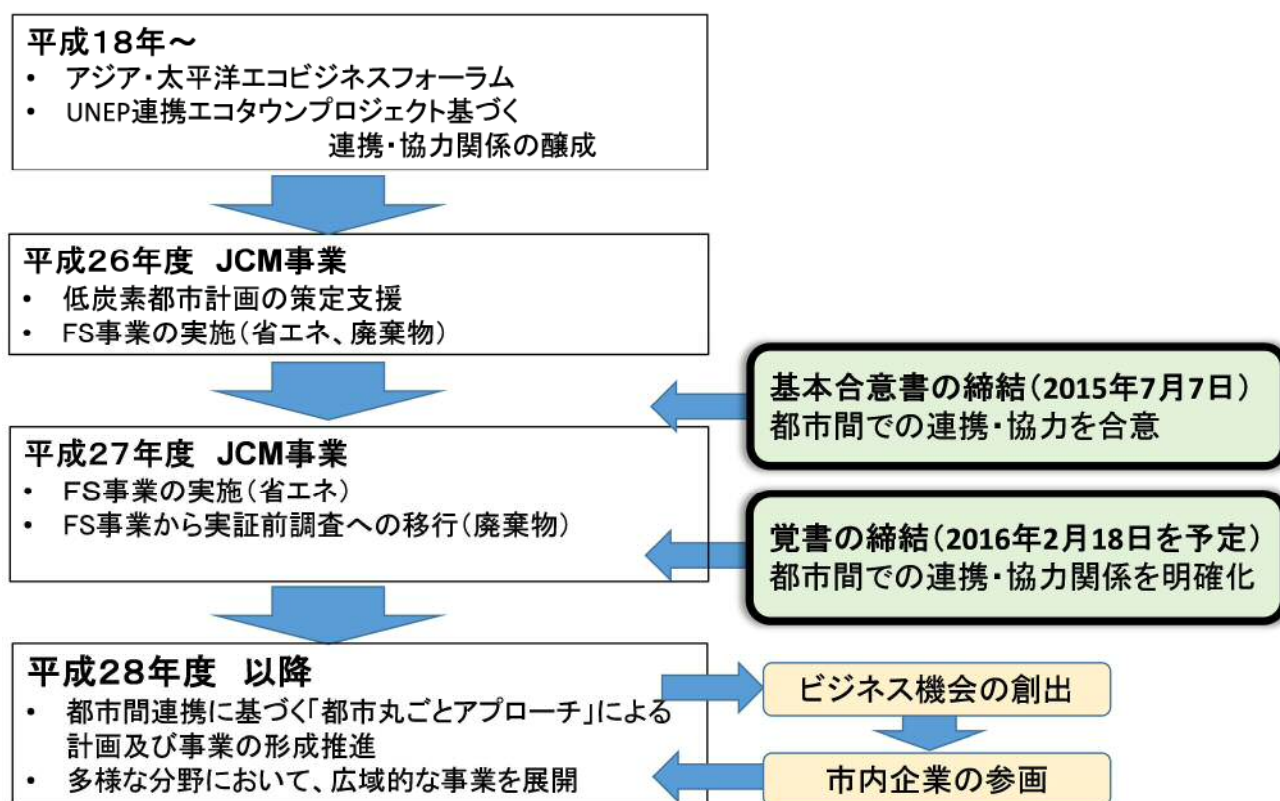 平成18年～
• アジア・太平洋エコビジネスフォーラム
• UNEP連携エコタウンプロジェクト基づく
連携・協力関係の醸成
平成26年度 JCM事業
• 低炭素都市計画の策定支援
• FS事業の実施（省エネ、廃棄物）
基本合意書の締結（2015年7月7日）
都市間での連携・協力を合意
平成27年度 JCM事業
• FS事業の実施（省エネ）
• FS事業から実証前調査への移行（廃棄物）
覚書の締結（2016年2月18日を予定）
都市間での連携・協力関係を明確化
平成28年度 以降
• 都市間連携に基づく「都市丸ごとアプローチ」による
計画及び事業の形成推進
• 多様な分野において、広域的な事業を展開
ビジネス機会の創出
市内企業の参画